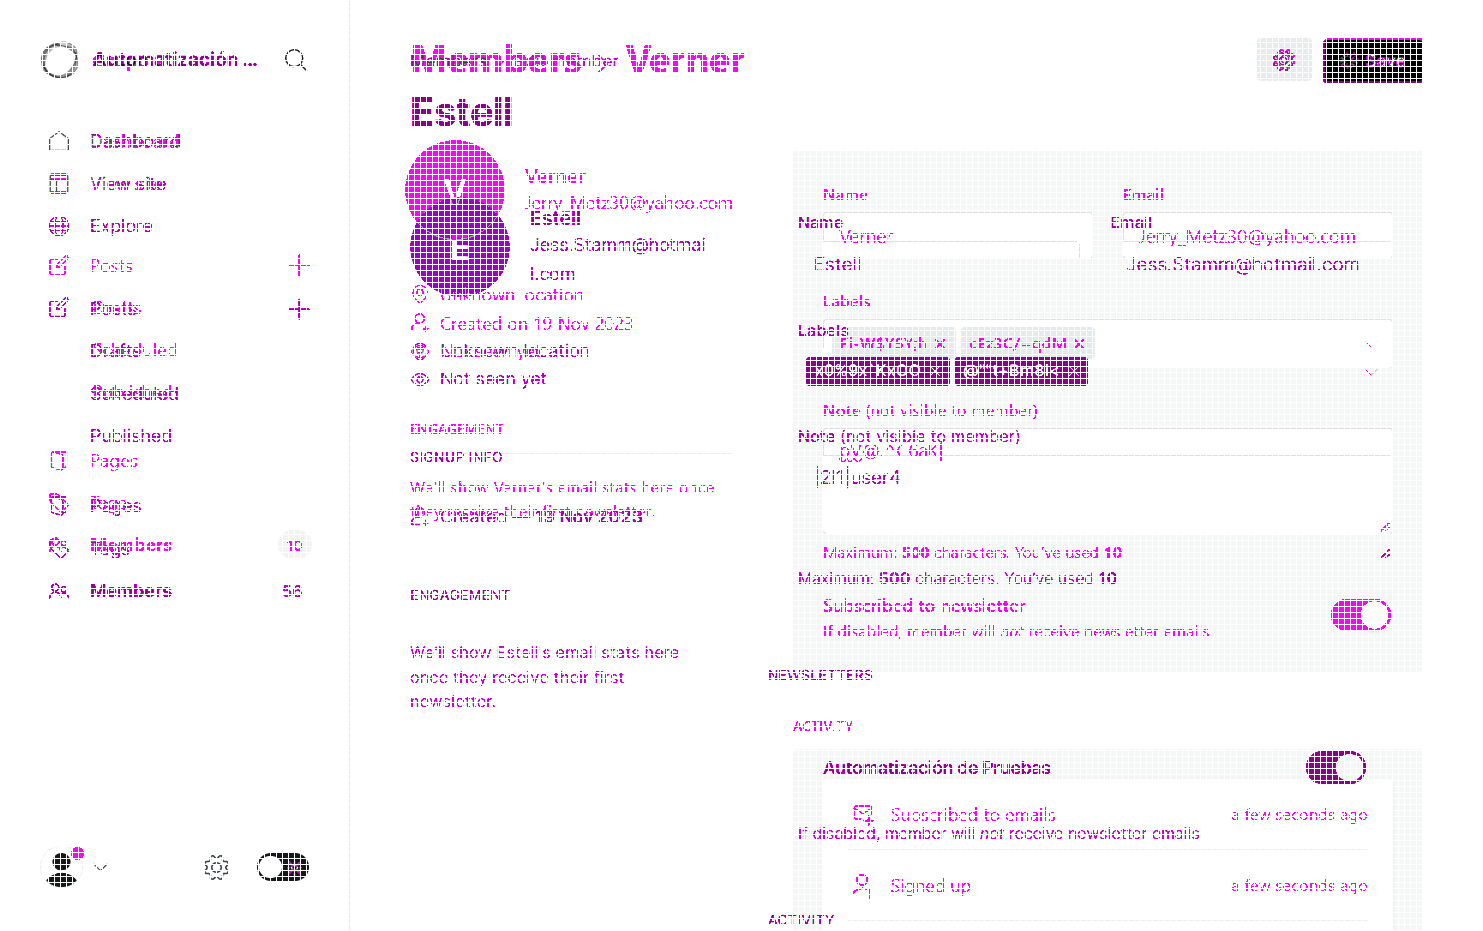 Automatización ...
Members Verner
Save
Estell
Dashboard
View site
Explore
Posts
Posts
Scheduled
Published
Pages
Pages
Members 10
Members 56
V
Verner
Jerry_Metz30@yahoo.com
E
Estell
Jess.Stamm@hotmai
l.com
Unknown location
Created on 19 Nov 2023
Not seen yet
ENGAGEMENT
SIGNUP INFO
We'll show Verner's email stats here once
they receive their first newsletter.
Created — 19 Nov 2023
ENGAGEMENT
We'll show Estell's email stats here
once they receive their first
newsletter.
Name
Email
Name
Email
Verner
Jerry_Metz30@yahoo.com
Estell
Jess.Stamm@hotmail.com
Labels
Labels
Note (not visible to member)
Note (not visible to member)
Maximum: 500 characters. You've used 10
Maximum: 500 characters. You've used 10
Subscribed to newsletter
If disabled, member will not receive newsletter emails
NEWSLETTERS
ACTIVITY
Automatización de Pruebas
Subscribed to emails a few seconds ago
If disabled, member will not receive newsletter emails
Signed up a few seconds ago
ACTIVITY